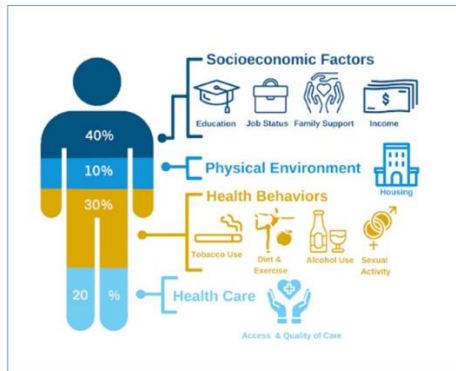 Socioeconomic Factors
Education
Job Status
Family Support
Income
$
40%
10%
Physical Environment
Housing
30%
Health Behaviors
Tobacco Use
Diet &
Exercise
Alcohol Use
Sexual
Activity
20 %
Health Care
Access & Quality of Care